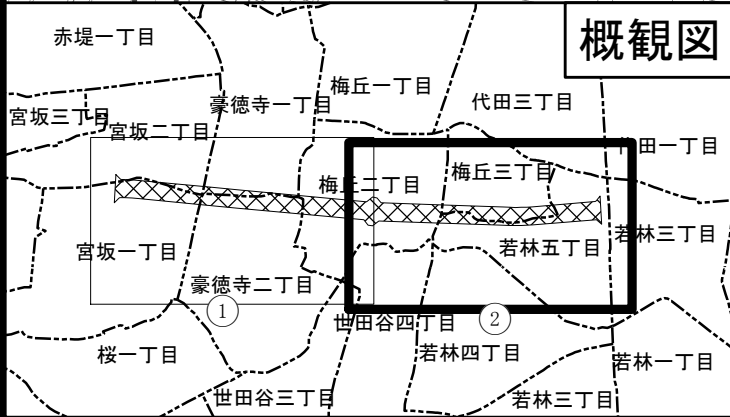 概観図
赤堤一丁目
梅丘一丁目
代田三丁目
豪徳寺一丁目
宮坂三丁目
宮坂二丁目
田一丁目
梅丘二丁目
梅丘三丁目
若林五丁目
若林三丁目
宮坂一丁目
豪徳寺二丁目
①
②
世田谷四丁目
桜一丁目
若林四丁目
若林一丁目
世田谷三丁目
若林三丁目